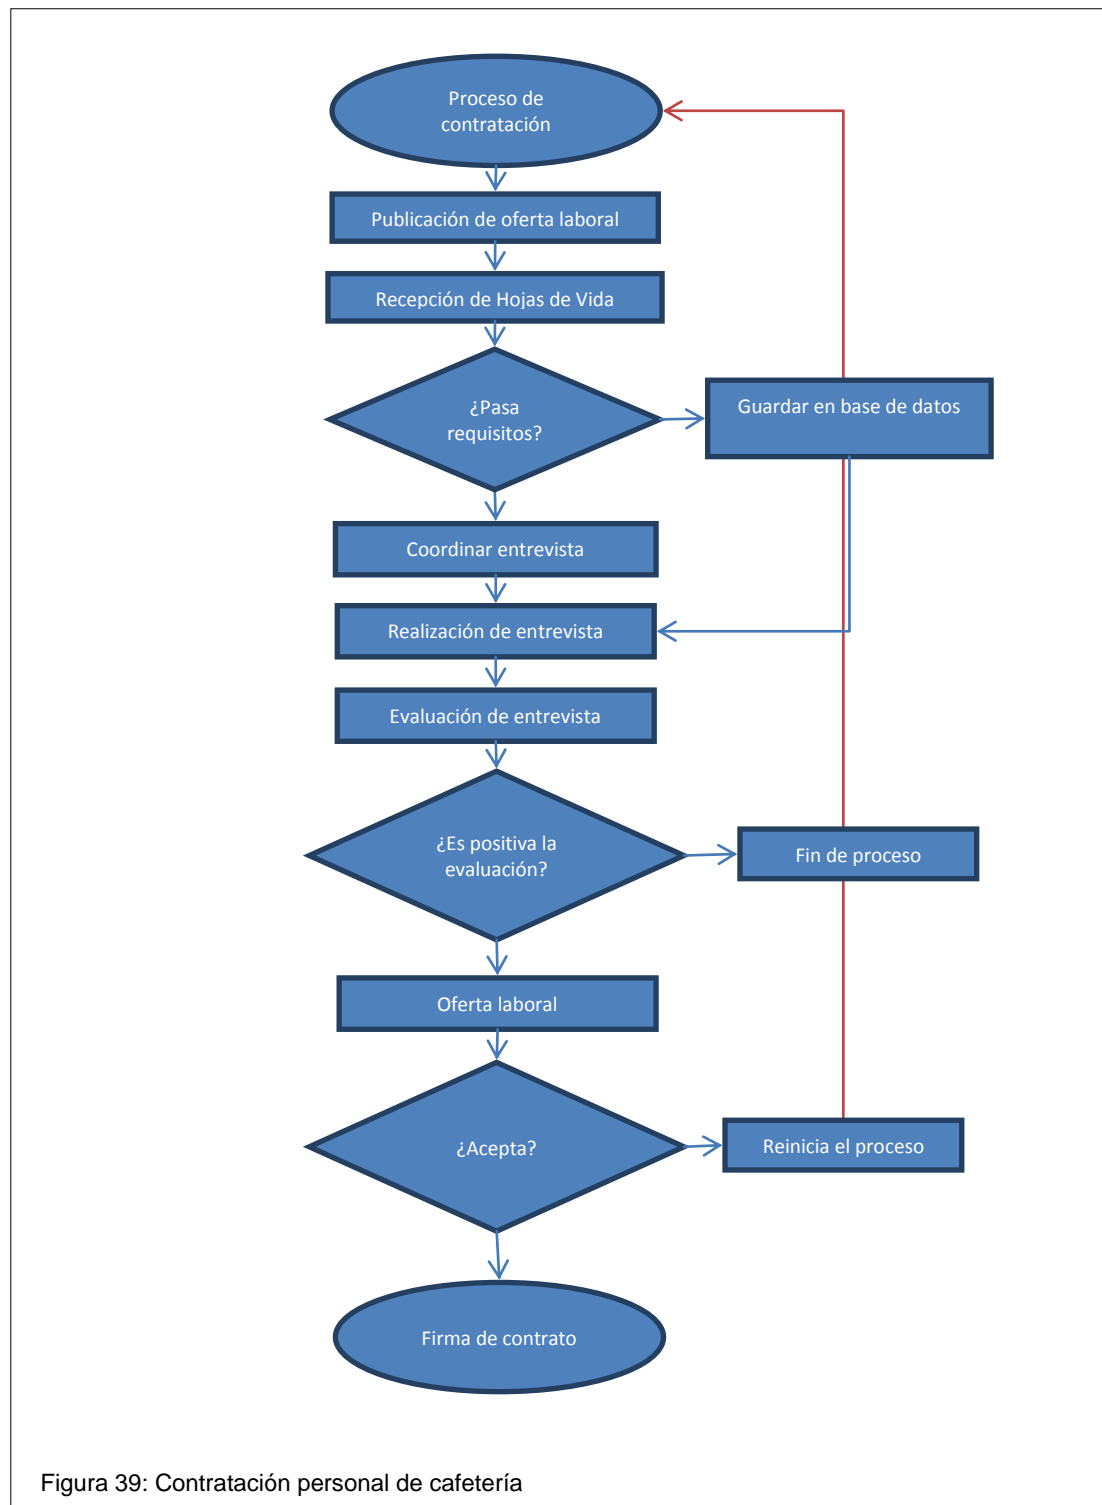 Proceso de
contratación
Publicación de oferta laboral
Recepción de Hojas de Vida
¿Pasa
requisitos?
Guardar en base de datos
Coordinar entrevista
Realización de entrevista
Evaluación de entrevista
¿Es positiva la
evaluación?
Fin de proceso
Oferta laboral
¿Acepta?
Reinicia el proceso
Firma de contrato
Figura 39: Contratación personal de cafetería